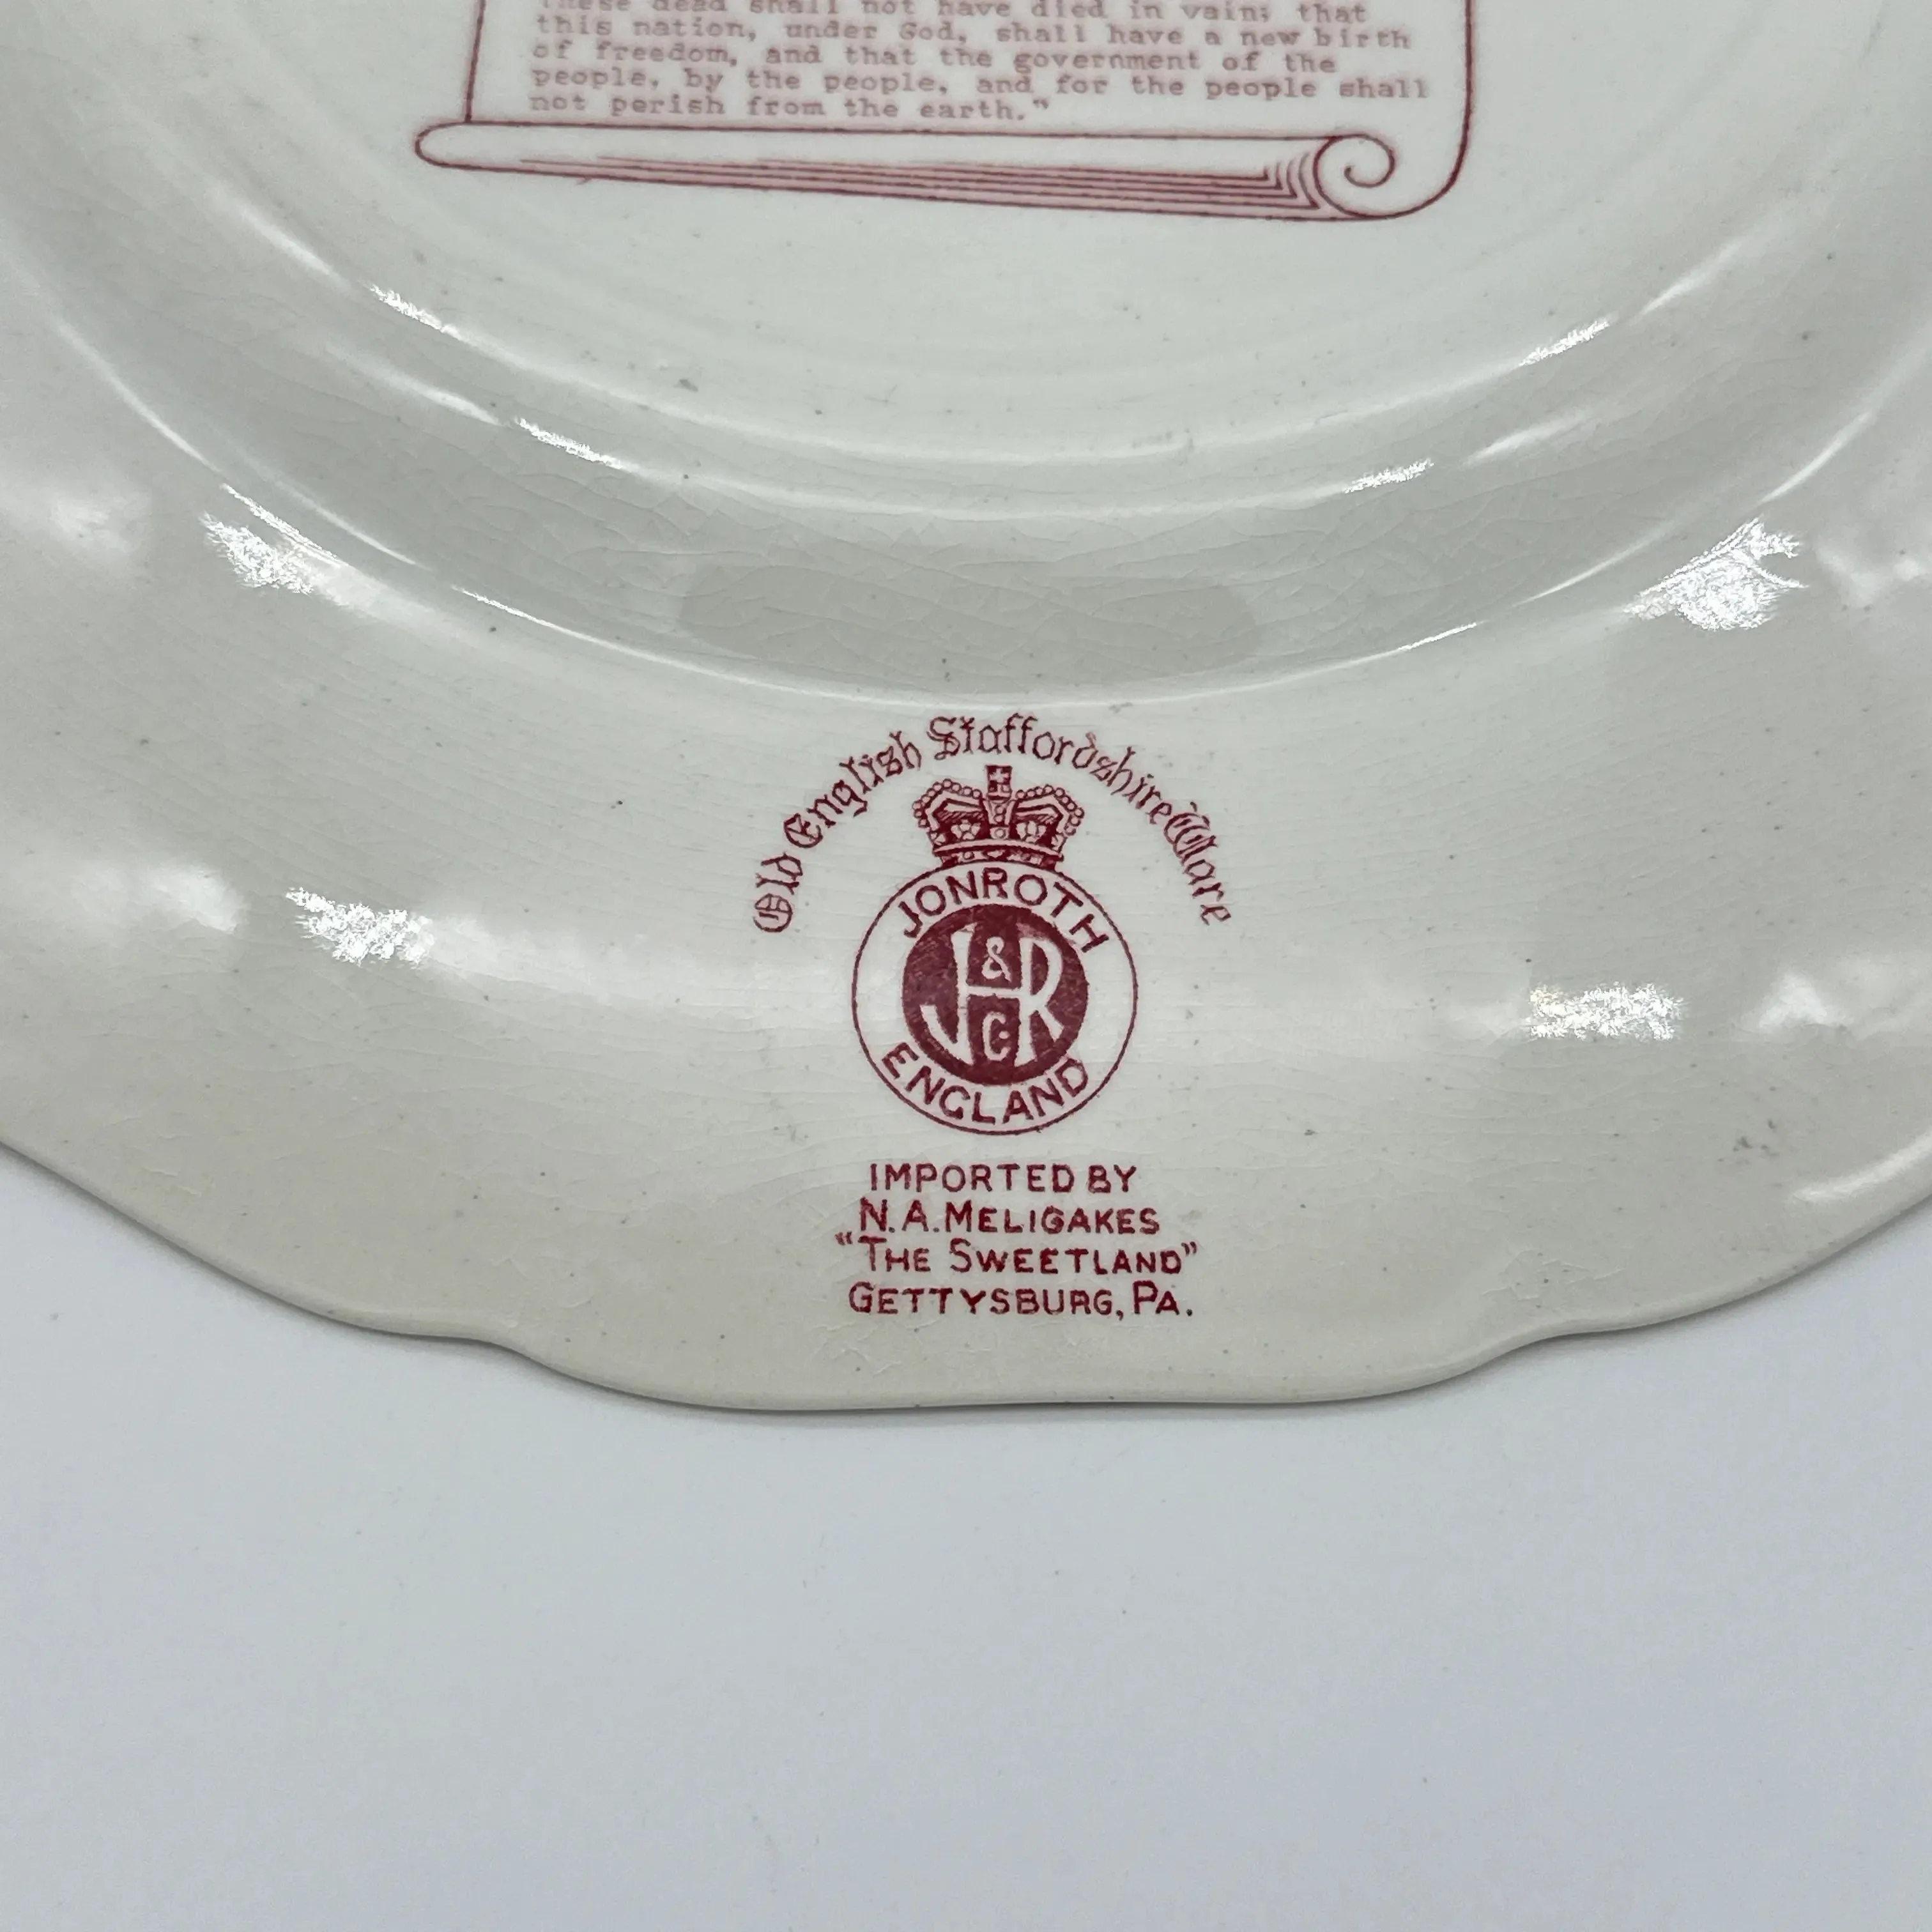 these dead shall not have died in vain; that
this nation, under God, shall have a new birth
of freedom, and that the government of the
people, by the people, and for the people shall
not perish from the earth."
Old English Staffordshire Ware
JONROTH
J & R Co
ENGLAND
IMPORTED BY
N. A. MELIGAKES
"THE SWEETLAND"
GETTYSBURG, PA.